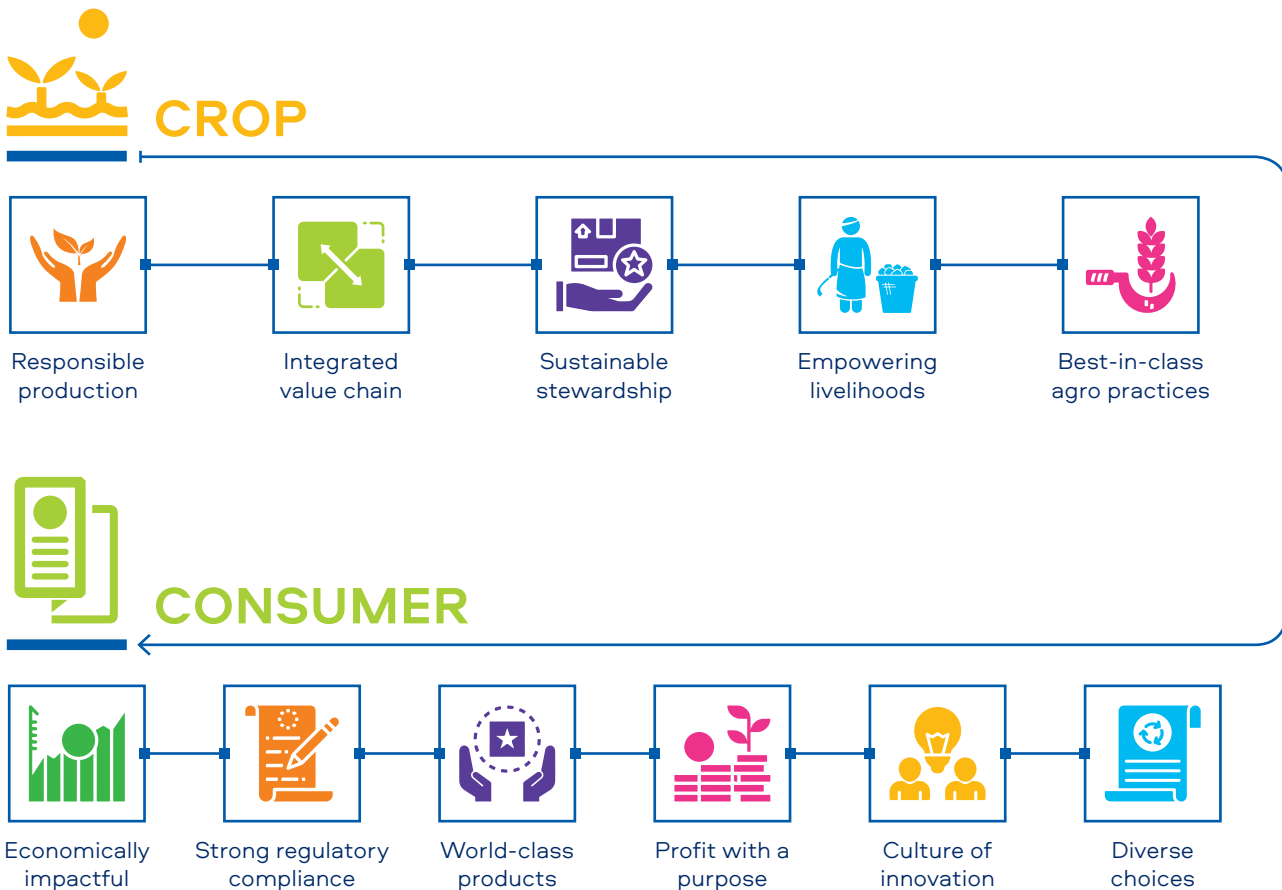 CROP
Responsible
production
Integrated
value chain
Sustainable
stewardship
Empowering
livelihoods
Best-in-class
agro practices
CONSUMER
Economically
impactful
Strong regulatory
compliance
World-class
products
Profit with a
purpose
Culture of
innovation
Diverse
choices